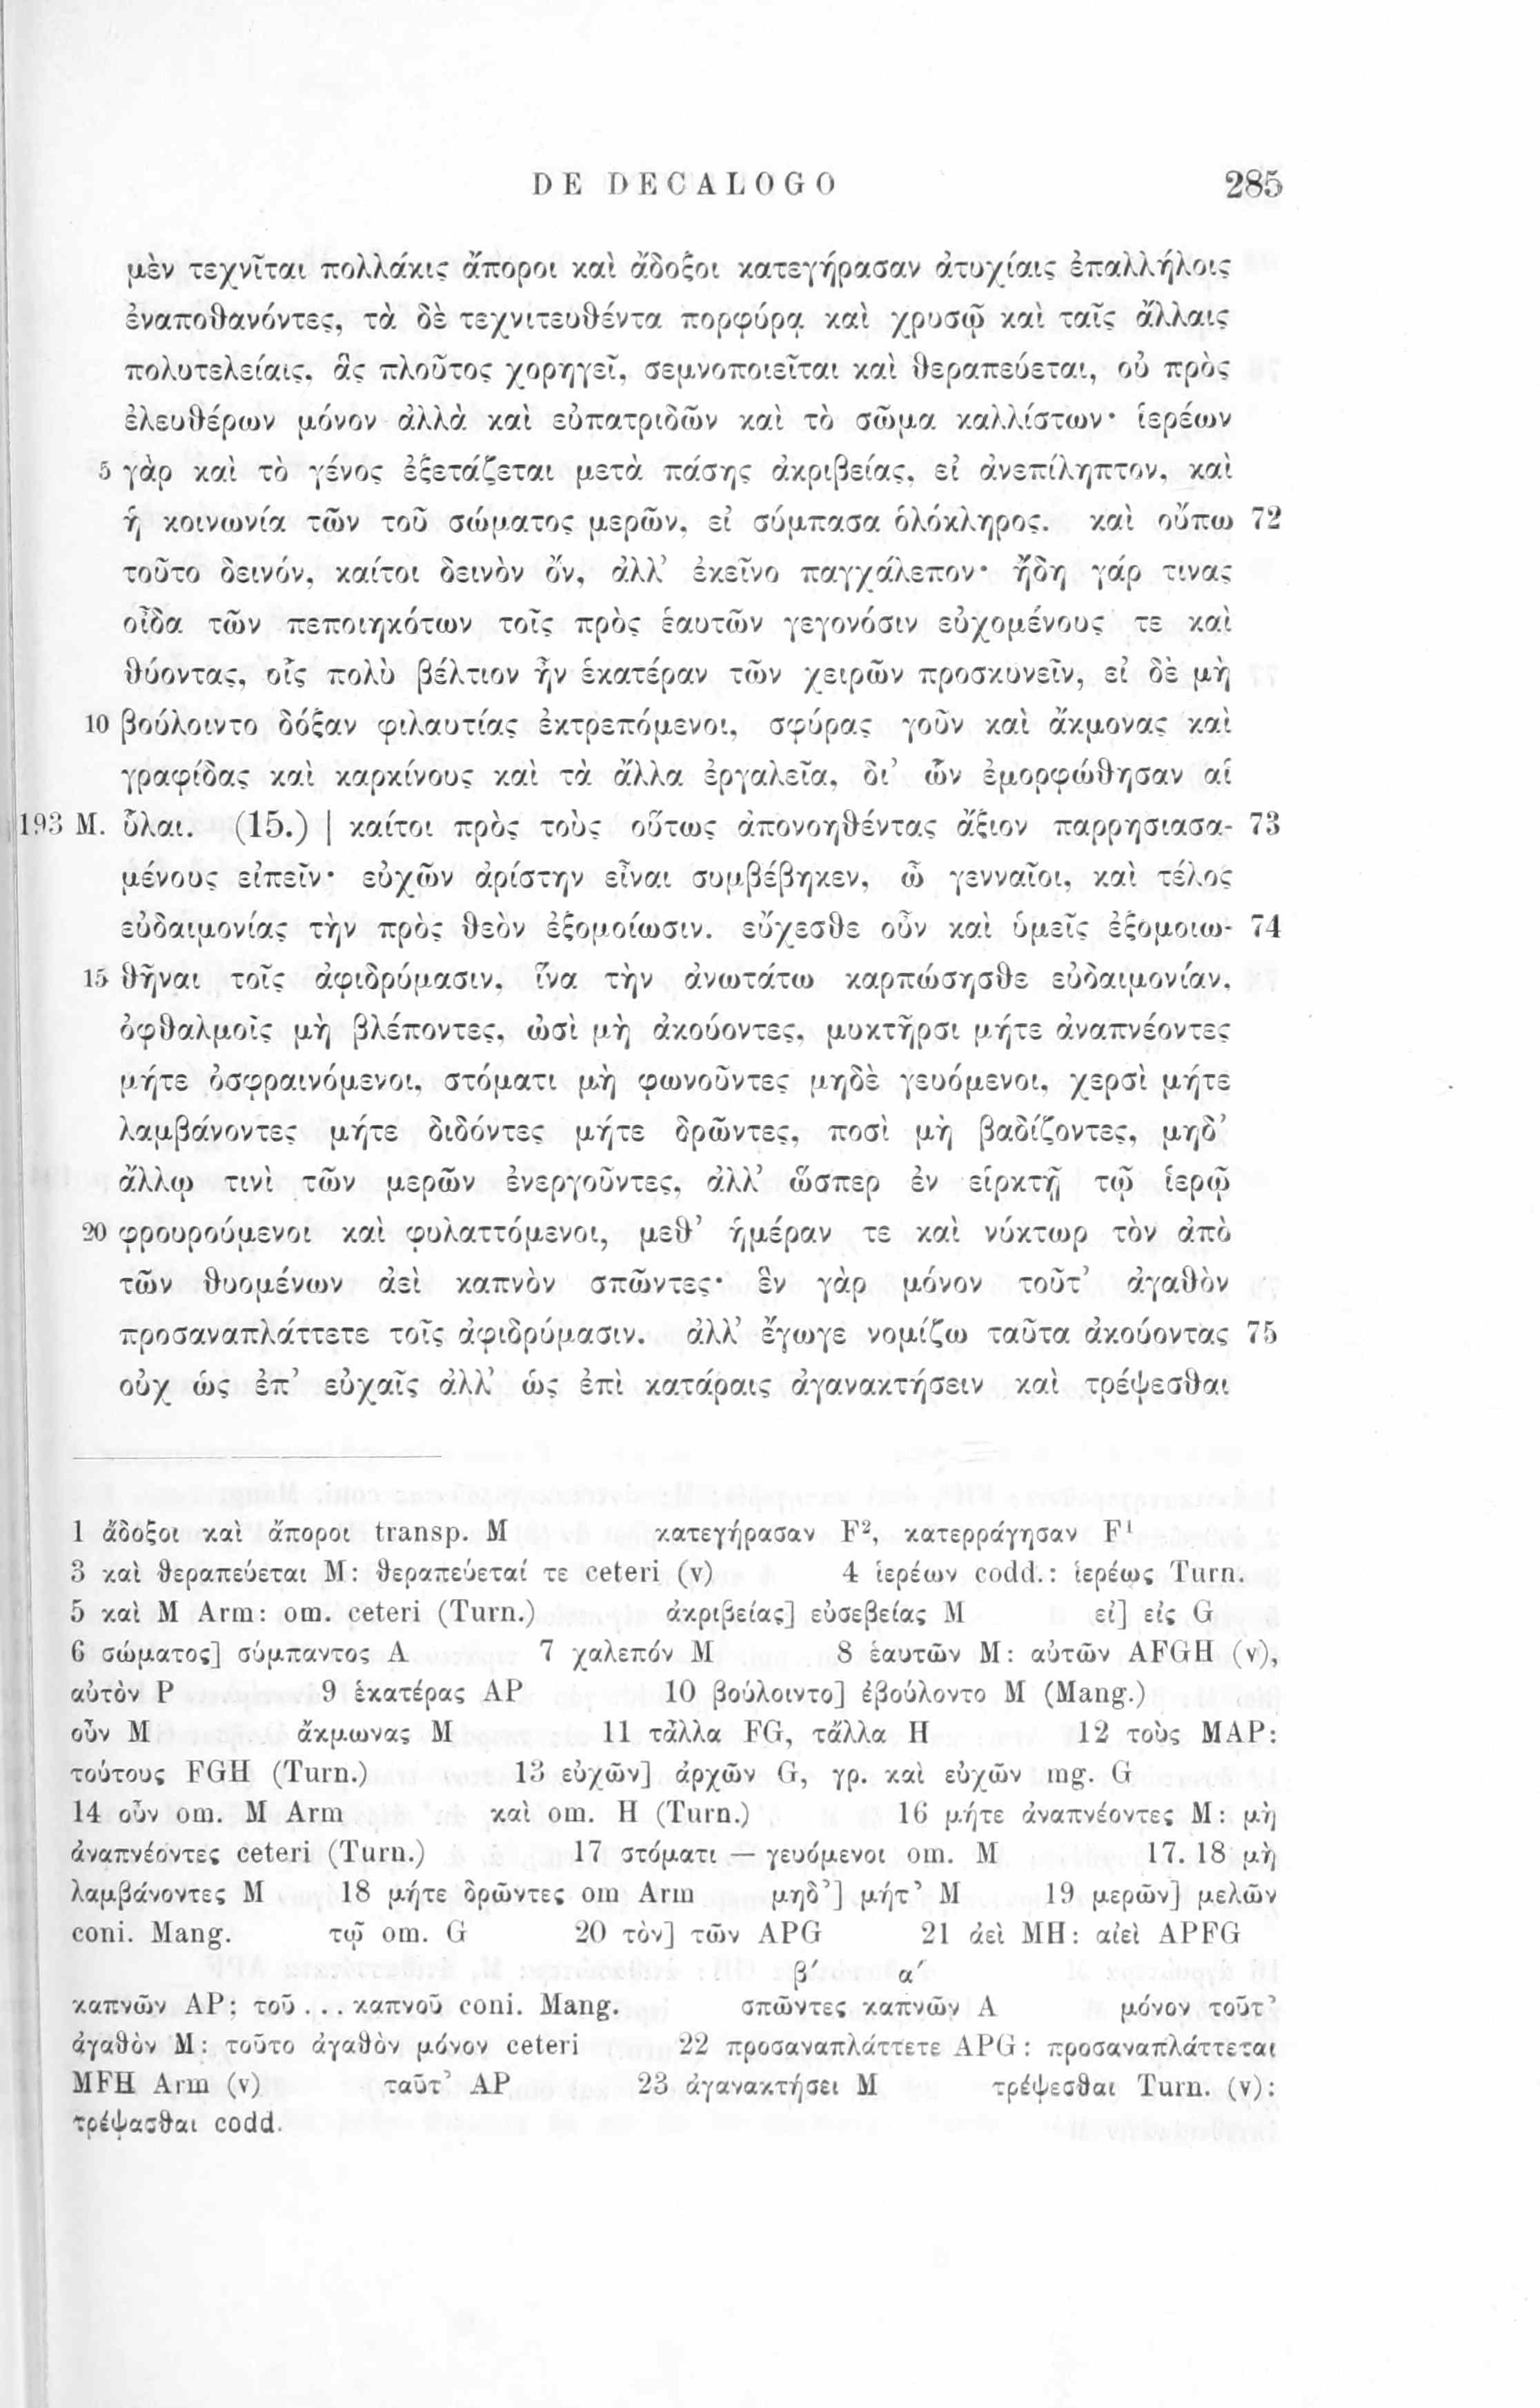 DE DECALOGO 285
μὲν τεχνῖται πολλάκις ἄποροι καὶ ἄδοξοι κατεγήρασαν ἀτυχίαις ἐπαλλήλοις
ἐναποθανόντες, τὰ δὲ τεχνιτευθέντα πορφύρᾳ καὶ χρυσῷ καὶ ταῖς ἄλλαις
πολυτελείαις, ἃς πλοῦτος χορηγεῖ, σεμνοποιεῖται καὶ θεραπεύεται, οὐ πρὸς
ἐλευθέρων μόνον ἀλλὰ καὶ εὐπατριδῶν καὶ τὸ σῶμα καλλίστων· ἱερέων
5 γὰρ καὶ τὸ γένος ἐξετάζεται μετὰ πάσης ἀκριβείας, εἰ ἀνεπίληπτον, καὶ
ἡ κοινωνία τῶν τοῦ σώματος μερῶν, εἰ σύμπασα ὁλόκληρος. καὶ οὔπω 72
τοῦτο δεινόν, καίτοι δεινὸν ὄν, ἀλλ’ ἐκεῖνο παγχάλεπον· ἤδη γάρ τινας
οἶδα τῶν πεποιηκότων τοῖς πρὸς ἑαυτῶν γεγονόσιν εὐχομένους τε καὶ
θύοντας, οἷς πολὺ βέλτιον ἦν ἑκατέραν τῶν χειρῶν προσκυνεῖν, εἰ δὲ μὴ
10 βούλοιντο δόξαν φιλαυτίας ἐκτρεπόμενοι, σφύρας γοῦν καὶ ἄκμονας καὶ
γραφίδας καὶ καρκίνους καὶ τὰ ἄλλα ἐργαλεῖα, δι’ ὧν ἐμορφώθησαν αἱ
193 M. ὗλαι. (15.) | καίτοι πρὸς τοὺς οὕτως ἀπονοηθέντας ἄξιον παρρησιασα- 73
μένους εἰπεῖν· εὐχῶν ἀρίστην εἶναι συμβέβηκεν, ὦ γενναῖοι, καὶ τέλος
εὐδαιμονίας τὴν πρὸς θεὸν ἐξομοίωσιν. εὔχεσθε οὖν καὶ ὑμεῖς ἐξομοιω- 74
15 θῆναι τοῖς ἀφιδρύμασιν, ἵνα τὴν ἀνωτάτω καρπώσησθε εὐδαιμονίαν,
ὀφθαλμοῖς μὴ βλέποντες, ὠσὶ μὴ ἀκούοντες, μυκτῆρσι μήτε ἀναπνέοντες
μήτε ὀσφραινόμενοι, στόματι μὴ φωνοῦντες μηδὲ γευόμενοι, χερσὶ μήτε
λαμβάνοντες μήτε διδόντες μήτε δρῶντες, ποσὶ μὴ βαδίζοντες, μηδ’
ἄλλῳ τινὶ τῶν μερῶν ἐνεργοῦντες, ἀλλ’ ὥσπερ ἐν εἱρκτῇ τῷ ἱερῷ
20 φρουρούμενοι καὶ φυλαττόμενοι, μεθ’ ἡμέραν τε καὶ νύκτωρ τὸν ἀπὸ
τῶν θυομένων ἀεὶ καπνὸν σπῶντες· ἓν γὰρ μόνον τοῦτ’ ἀγαθὸν
προσαναπλάττετε τοῖς ἀφιδρύμασιν. ἀλλ’ ἔγωγε νομίζω ταῦτα ἀκούοντας 75
οὐχ ὡς ἐπ’ εὐχαῖς ἀλλ’ ὡς ἐπὶ κατάραις ἀγανακτήσειν καὶ τρέψεσθαι
1 ἄδοξοι καὶ ἄποροι transp. M κατεγήρασαν F², κατερράγησαν F¹
3 καὶ θεραπεύεται M: θεραπεύεταί τε ceteri (v) 4 ἱερέων codd.: ἱερέως Turn.
5 καὶ M Arm: om. ceteri (Turn.) ἀκριβείας] εὐσεβείας M εἰ] εἰς G
6 σώματος] σύμπαντος A 7 χαλεπόν M 8 ἑαυτῶν M: αὐτῶν AFGH (v),
αὐτὸν P 9 ἑκατέρας AP 10 βούλοιντο] ἐβούλοντο M (Mang.)
οὖν M ἄκμωνας M 11 τἆλλα FG, τἄλλα H 12 τοὺς MAP:
τούτους FGH (Turn.) 13 εὐχῶν] ἀρχῶν G, γρ. καὶ εὐχῶν mg. G
14 οὖν om. M Arm καὶ om. H (Turn.) 16 μήτε ἀναπνέοντες M: μὴ
ἀναπνέοντες ceteri (Turn.) 17 στόματι — γευόμενοι om. M 17. 18 μὴ
λαμβάνοντες M 18 μήτε δρῶντες om Arm μηδ’] μήτ’ M 19 μερῶν] μελῶν
coni. Mang. τῷ om. G 20 τὸν] τῶν APG 21 ἀεὶ MH: αἰεὶ APFG
β′ α′
καπνῶν AP: τοῦ ... καπνοῦ coni. Mang. σπῶντες καπνῶν A μόνον τοῦτ’
ἀγαθὸν M: τοῦτο ἀγαθὸν μόνον ceteri 22 προσαναπλάττετε APG: προσαναπλάττεται
MFH Arm (v) ταῦτ’ AP 23 ἀγανακτήσει M τρέψεσθαι Turn. (v):
τρέψασθαι codd.